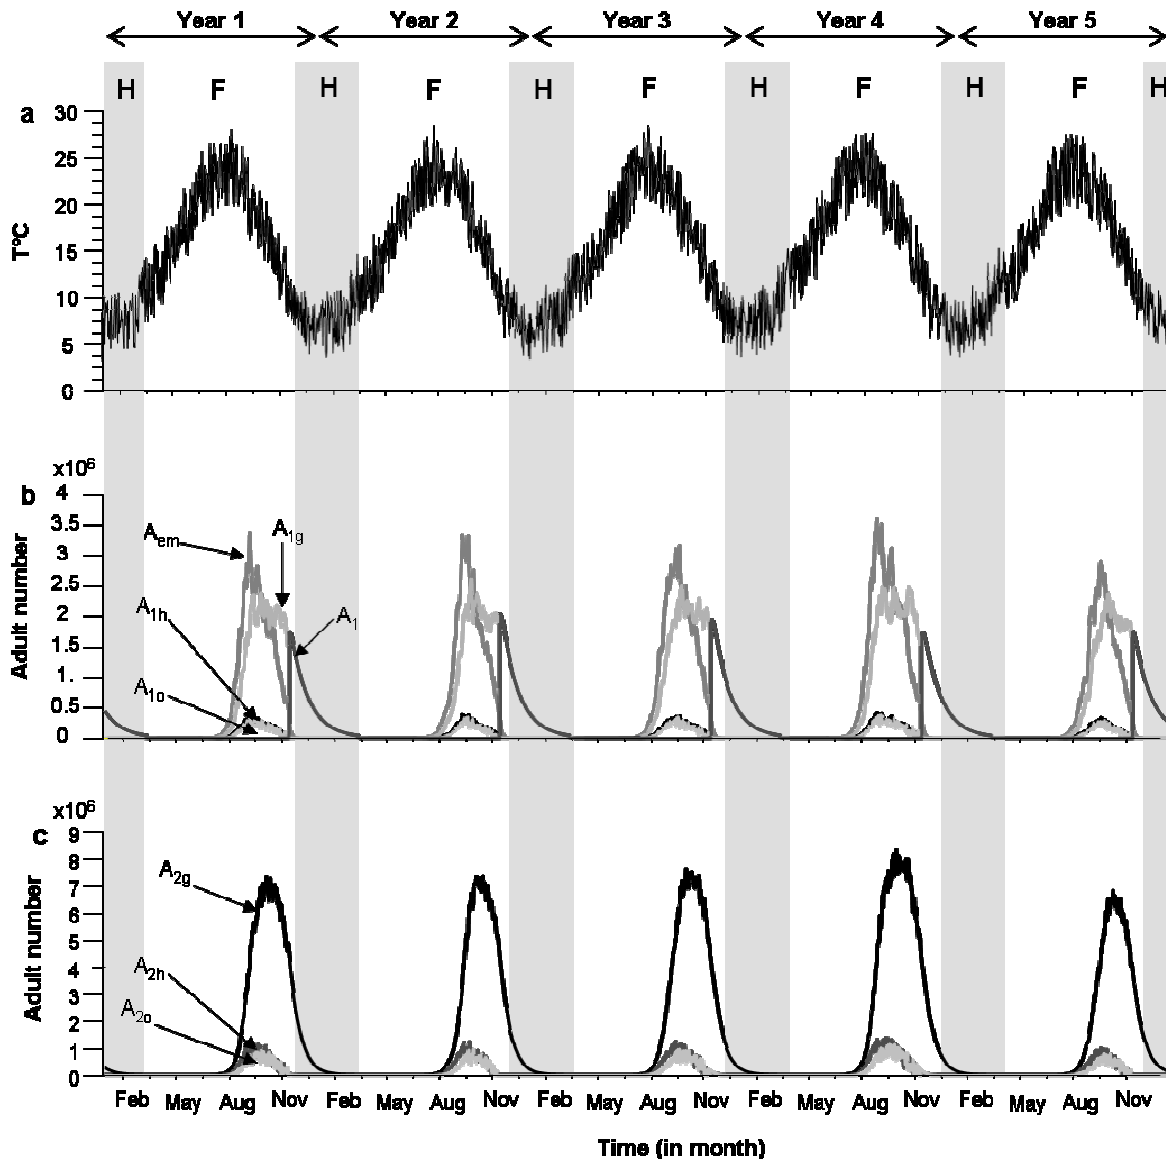 Year 1 Year 2 Year 3 Year 4 Year 5
H F H F H F H F H F H
a
T°C
30
25
20
15
10
5
0
b
x10⁶
Adult number
4
3.5
3
2.5
2
1.5
1.
0.5
0
Aem
A1g
A1h
A1
A1o
c
x10⁶
Adult number
9
8
7
6
5
4
3
2
1
0
A2g
A2h
A2o
Feb May Aug Nov Feb May Aug Nov Feb May Aug Nov Feb May Aug Nov Feb May Aug Nov
Time (in month)